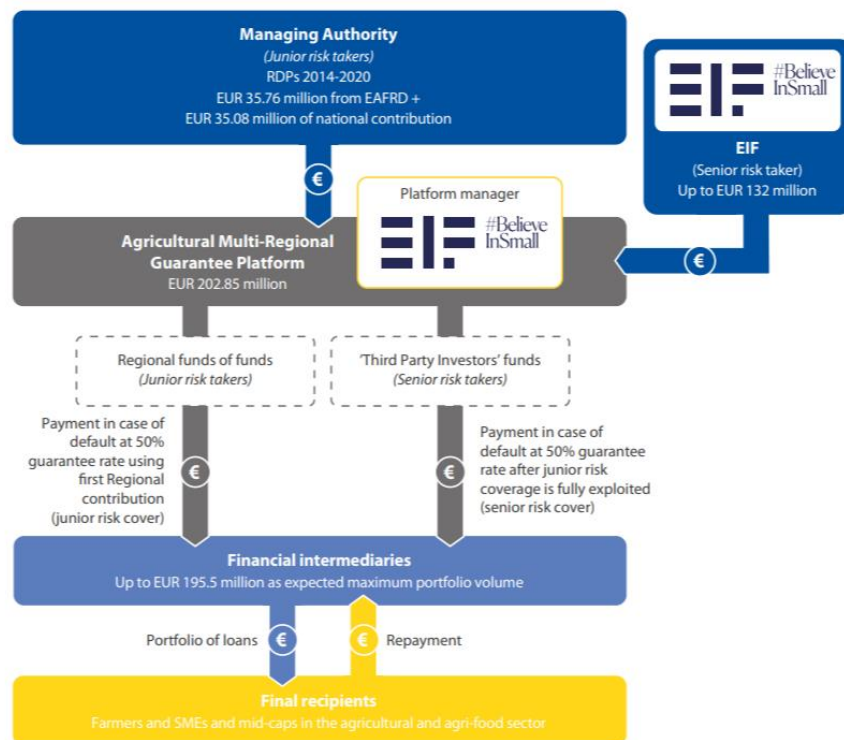 Managing Authority
(Junior risk takers)
RDPs 2014-2020
EUR 35.76 million from EAFRD +
EUR 35.08 million of national contribution
EIF
#Believe
InSmall
EIF
(Senior risk taker)
Up to EUR 132 million
€
Platform manager
EIF
#Believe
InSmall
Agricultural Multi-Regional
Guarantee Platform
EUR 202.85 million
€
Regional funds of funds
(Junior risk takers)
'Third Party Investors' funds
(Senior risk takers)
Payment in case of
default at 50%
guarantee rate using
first Regional
contribution
(junior risk cover)
€
€
Payment in case of
default at 50% guarantee
rate after junior risk
coverage is fully exploited
(senior risk cover)
Financial intermediaries
Up to EUR 195.5 million as expected maximum portfolio volume
Portfolio of loans
€
€
Repayment
Final recipients
Farmers and SMEs and mid-caps in the agricultural and agri-food sector